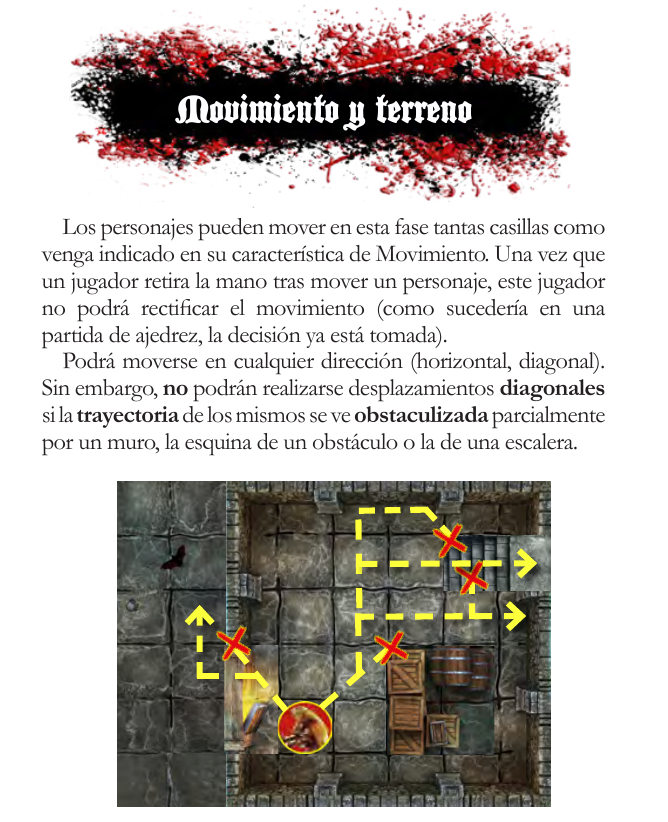 Movimiento y terreno
Los personajes pueden mover en esta fase tantas casillas como
venga indicado en su característica de Movimiento. Una vez que
un jugador retira la mano tras mover un personaje, este jugador
no podrá rectificar el movimiento (como sucedería en una
partida de ajedrez, la decisión ya está tomada).
Podrá moverse en cualquier dirección (horizontal, diagonal).
Sin embargo, no podrán realizarse desplazamientos diagonales
si la trayectoria de los mismos se ve obstaculizada parcialmente
por un muro, la esquina de un obstáculo o la de una escalera.